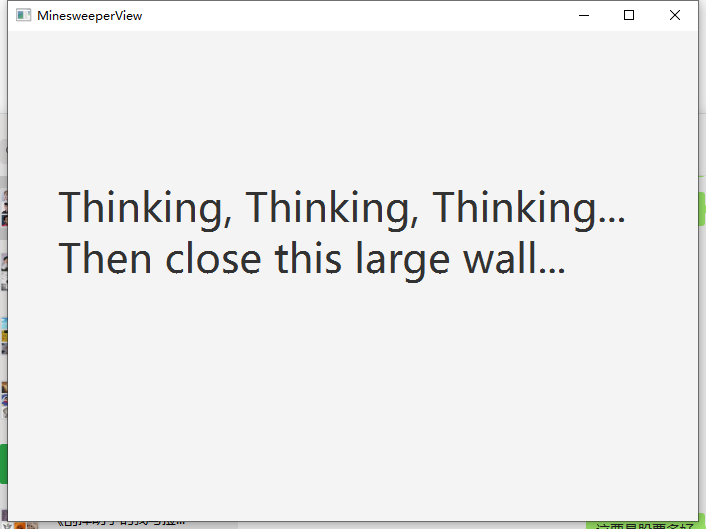 MinesweeperView
Thinking, Thinking, Thinking...
Then close this large wall...